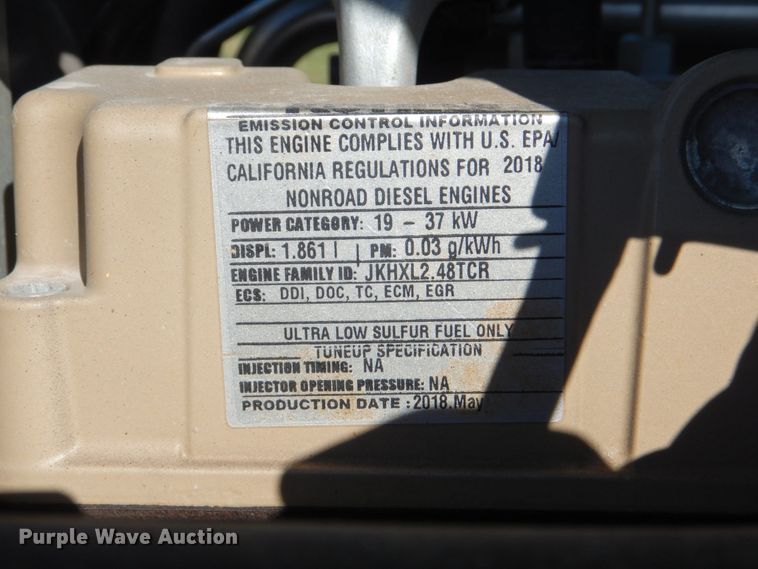 EMISSION CONTROL INFORMATION
THIS ENGINE COMPLIES WITH U.S. EPA/
CALIFORNIA REGULATIONS FOR 2018
NONROAD DIESEL ENGINES
POWER CATEGORY: 19 – 37 kW
DISPL: 1.861 l PM: 0.03 g/kWh
ENGINE FAMILY ID: JKHXL2.48TCR
ECS: DDI, DOC, TC, ECM, EGR
ULTRA LOW SULFUR FUEL ONLY
TUNEUP SPECIFICATION
INJECTION TIMING: NA
INJECTOR OPENING PRESSURE: NA
PRODUCTION DATE : 2018.May
Purple Wave Auction